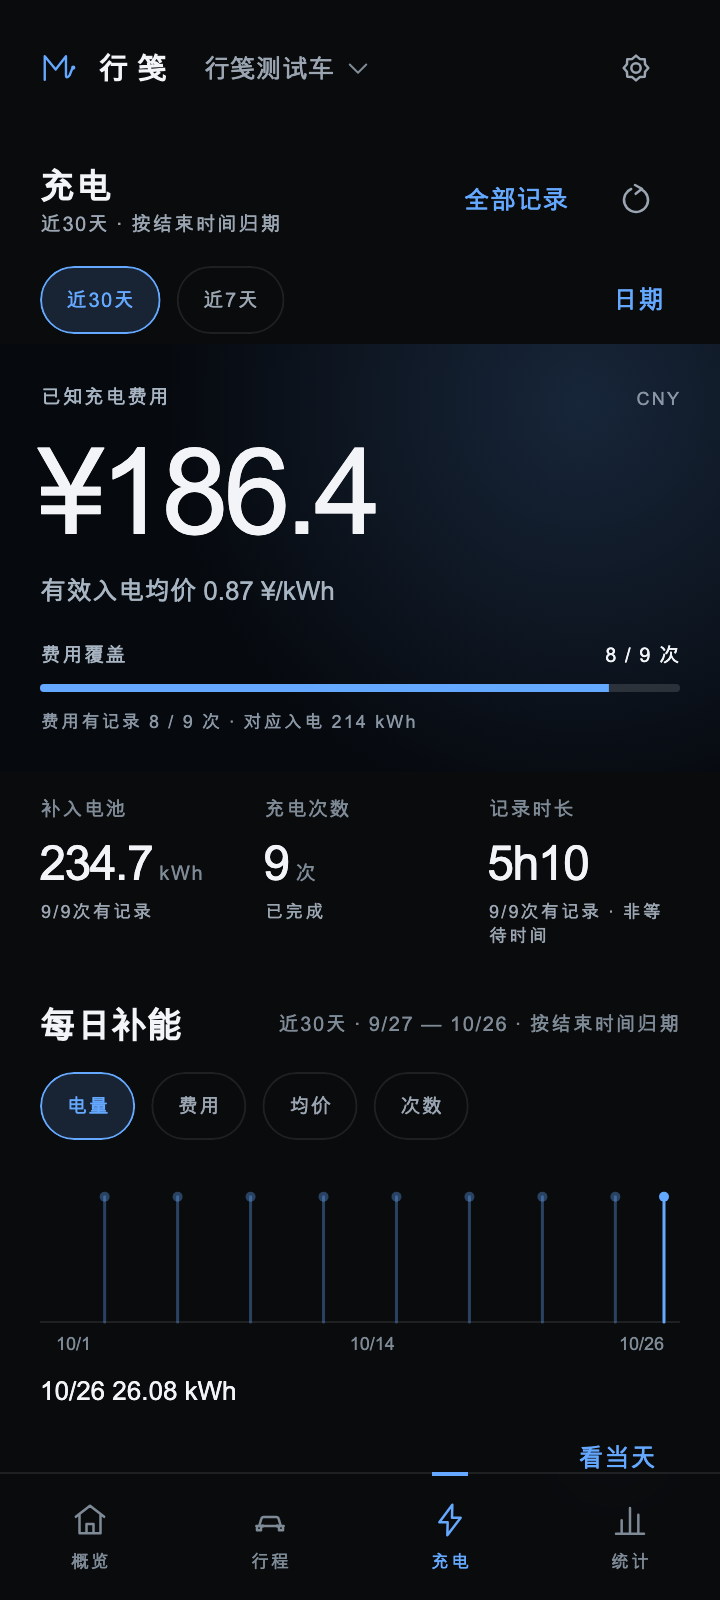 行笺 行笺测试车
充电
全部记录
近30天 · 按结束时间归期
近30天 近7天 日期
已知充电费用 CNY
¥186.4
有效入电均价 0.87 ¥/kWh
费用覆盖 8 / 9 次
费用有记录 8 / 9 次 · 对应入电 214 kWh
补入电池 充电次数 记录时长
234.7 kWh 9 次 5h10
9/9次有记录 已完成 9/9次有记录 · 非等
待时间
每日补能 近30天 · 9/27 — 10/26 · 按结束时间归期
电量 费用 均价 次数
10/1 10/14 10/26
10/26 26.08 kWh
看当天
概览 行程 充电 统计